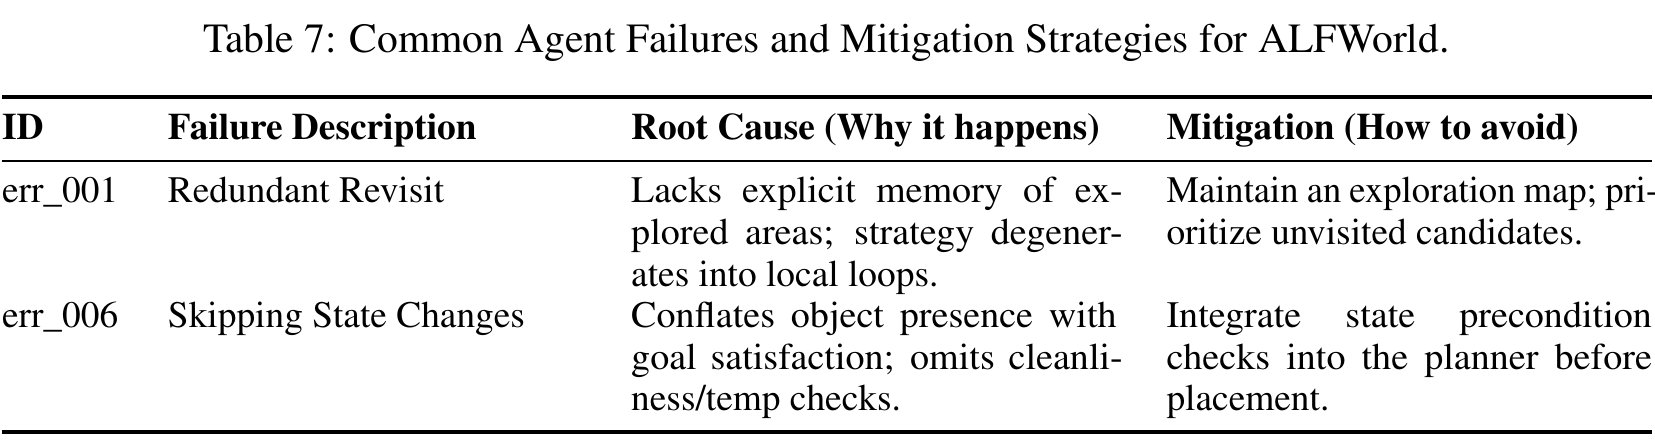 Table 7: Common Agent Failures and Mitigation Strategies for ALFWorld.
ID Failure Description Root Cause (Why it happens) Mitigation (How to avoid)
err_001 Redundant Revisit Lacks explicit memory of ex- Maintain an exploration map; pri-
plored areas; strategy degener- oritize unvisited candidates.
ates into local loops.
err_006 Skipping State Changes Conflates object presence with Integrate state precondition
goal satisfaction; omits cleanli- checks into the planner before
ness/temp checks. placement.